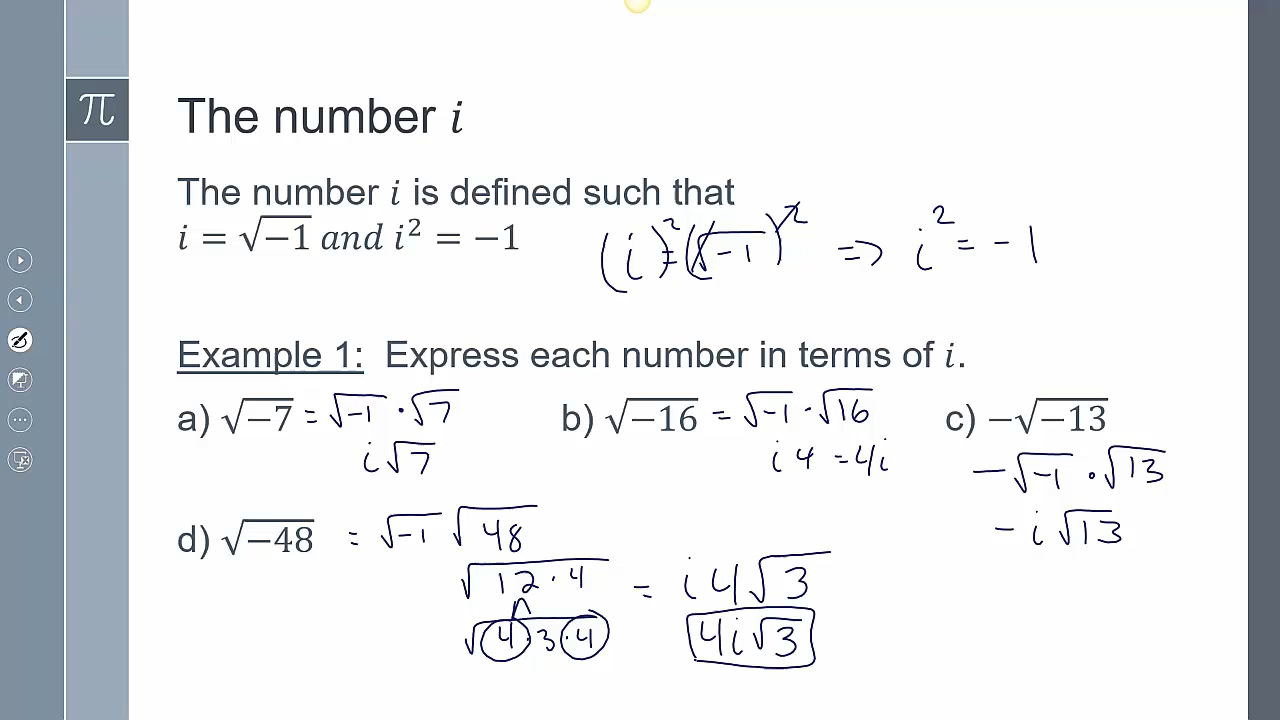 π
The number i
The number i is defined such that
i = √−1 and i² = −1
(i)² = (√−1)² ⇒ i² = −1
Example 1: Express each number in terms of i.
a) √−7 = √−1 · √7
i√7
b) √−16 = √−1 · √16
i4 = 4i
c) −√−13
−√−1 · √13
−i√13
d) √−48 = √−1 √48
√12·4 = i4√3
√4·3·4
4i√3